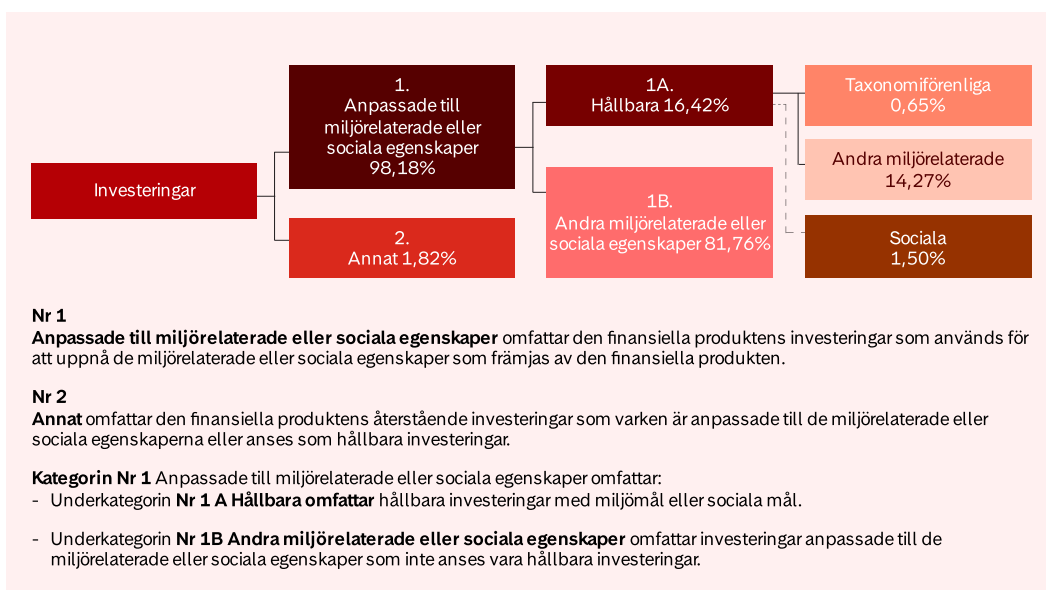 Investeringar
1.
Anpassade till
miljörelaterade eller
sociala egenskaper
98,18%
2.
Annat 1,82%
1A.
Hållbara 16,42%
1B.
Andra miljörelaterade eller
sociala egenskaper 81,76%
Taxonomiförenliga
0,65%
Andra miljörelaterade
14,27%
Sociala
1,50%
Nr 1
Anpassade till miljörelaterade eller sociala egenskaper omfattar den finansiella produktens investeringar som används för
att uppnå de miljörelaterade eller sociala egenskaper som främjas av den finansiella produkten.
Nr 2
Annat omfattar den finansiella produktens återstående investeringar som varken är anpassade till de miljörelaterade eller
sociala egenskaperna eller anses som hållbara investeringar.
Kategorin Nr 1 Anpassade till miljörelaterade eller sociala egenskaper omfattar:
- Underkategorin Nr 1 A Hållbara omfattar hållbara investeringar med miljömål eller sociala mål.
- Underkategorin Nr 1B Andra miljörelaterade eller sociala egenskaper omfattar investeringar anpassade till de
miljörelaterade eller sociala egenskaper som inte anses vara hållbara investeringar.